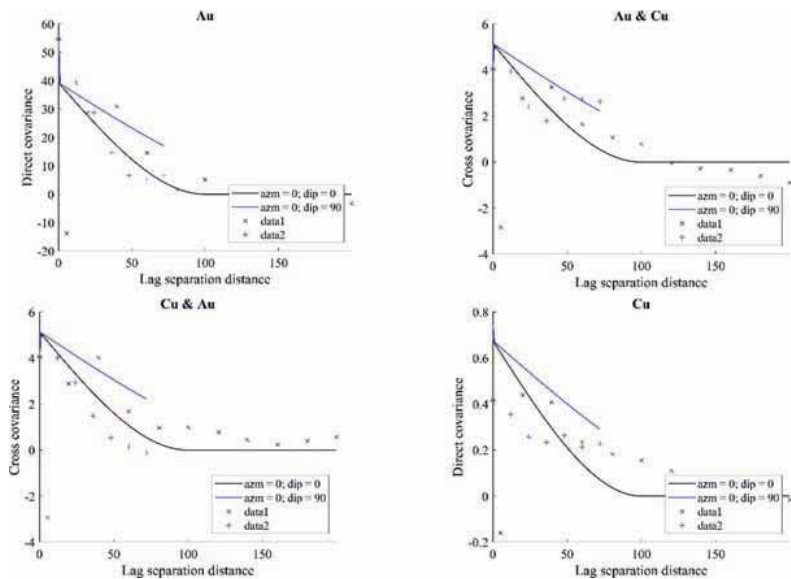 Au
60
50
40
30
20
10
0
-10
-20
Direct covariance
0 50 100 150
Lag separation distance
azm = 0; dip = 0
azm = 0; dip = 90
data1
data2
Au & Cu
6
4
2
0
-2
-4
Cross covariance
0 50 100 150
Lag separation distance
azm = 0; dip = 0
azm = 0; dip = 90
data1
data2
Cu & Au
6
4
2
0
-2
-4
Cross covariance
0 50 100 150
Lag separation distance
azm = 0; dip = 0
azm = 0; dip = 90
data1
data2
Cu
0.8
0.6
0.4
0.2
0
-0.2
Direct covariance
0 50 100 150
Lag separation distance
azm = 0; dip = 0
azm = 0; dip = 90
data1
data2